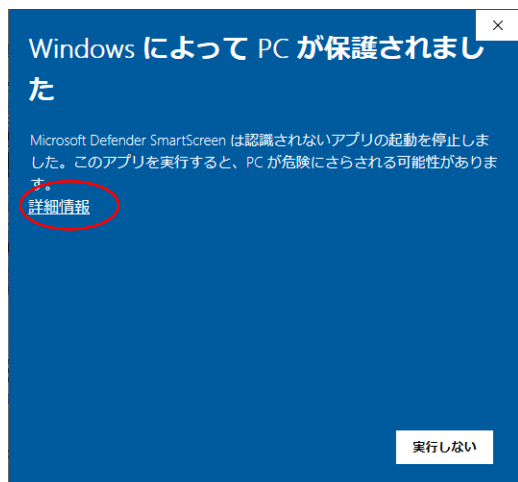 ×
Windows によって PC が保護されまし
た
Microsoft Defender SmartScreen は認識されないアプリの起動を停止しま
した。このアプリを実行すると、PC が危険にさらされる可能性がありま
す。
詳細情報
実行しない